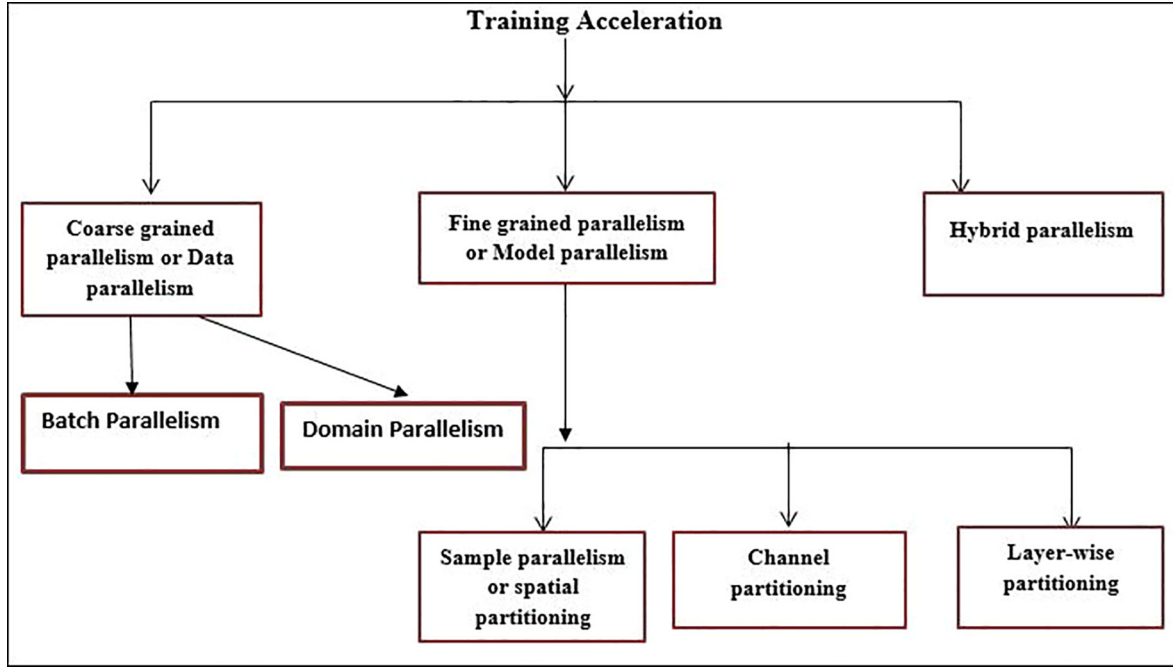 Training Acceleration
Coarse grained
parallelism or Data
parallelism
Fine grained parallelism
or Model parallelism
Hybrid parallelism
Batch Parallelism
Domain Parallelism
Sample parallelism
or spatial
partitioning
Channel
partitioning
Layer-wise
partitioning